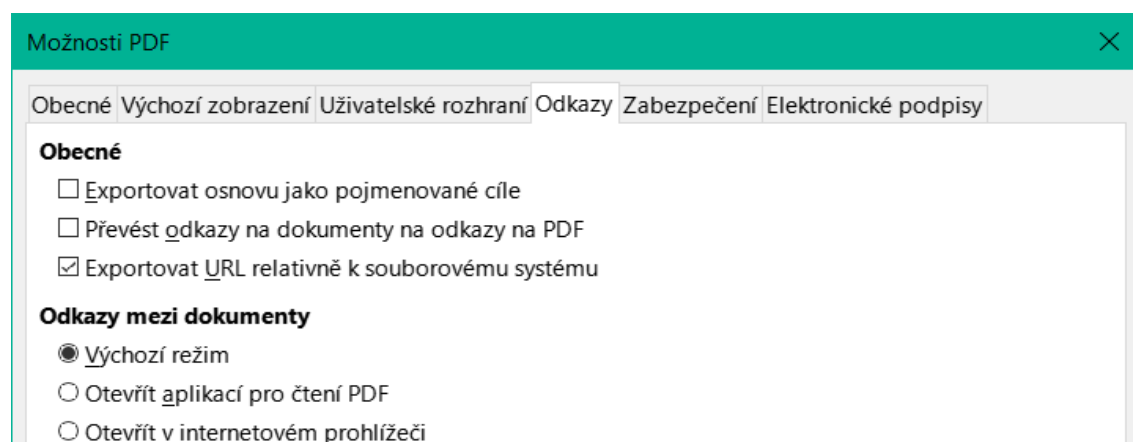 Možnosti PDF
Obecné Výchozí zobrazení Uživatelské rozhraní Odkazy Zabezpečení Elektronické podpisy
Obecné
Exportovat osnovu jako pojmenované cíle
Převést odkazy na dokumenty na odkazy na PDF
Exportovat URL relativně k souborovému systému
Odkazy mezi dokumenty
Výchozí režim
Otevřít aplikací pro čtení PDF
Otevřít v internetovém prohlížeči